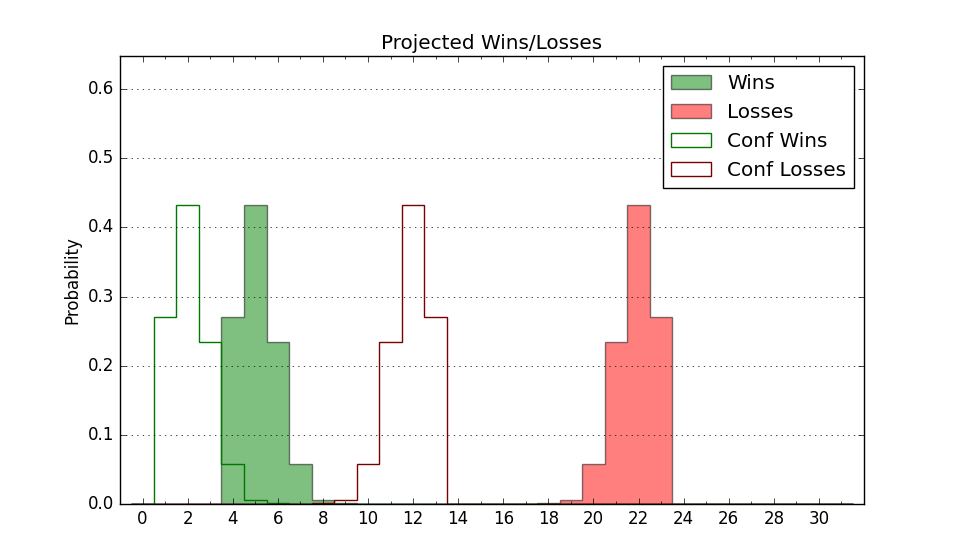 Projected Wins/Losses
Wins
Losses
Conf Wins
Conf Losses
Probability
0.6
0.5
0.4
0.3
0.2
0.1
0.0
0 2 4 6 8 10 12 14 16 18 20 22 24 26 28 30